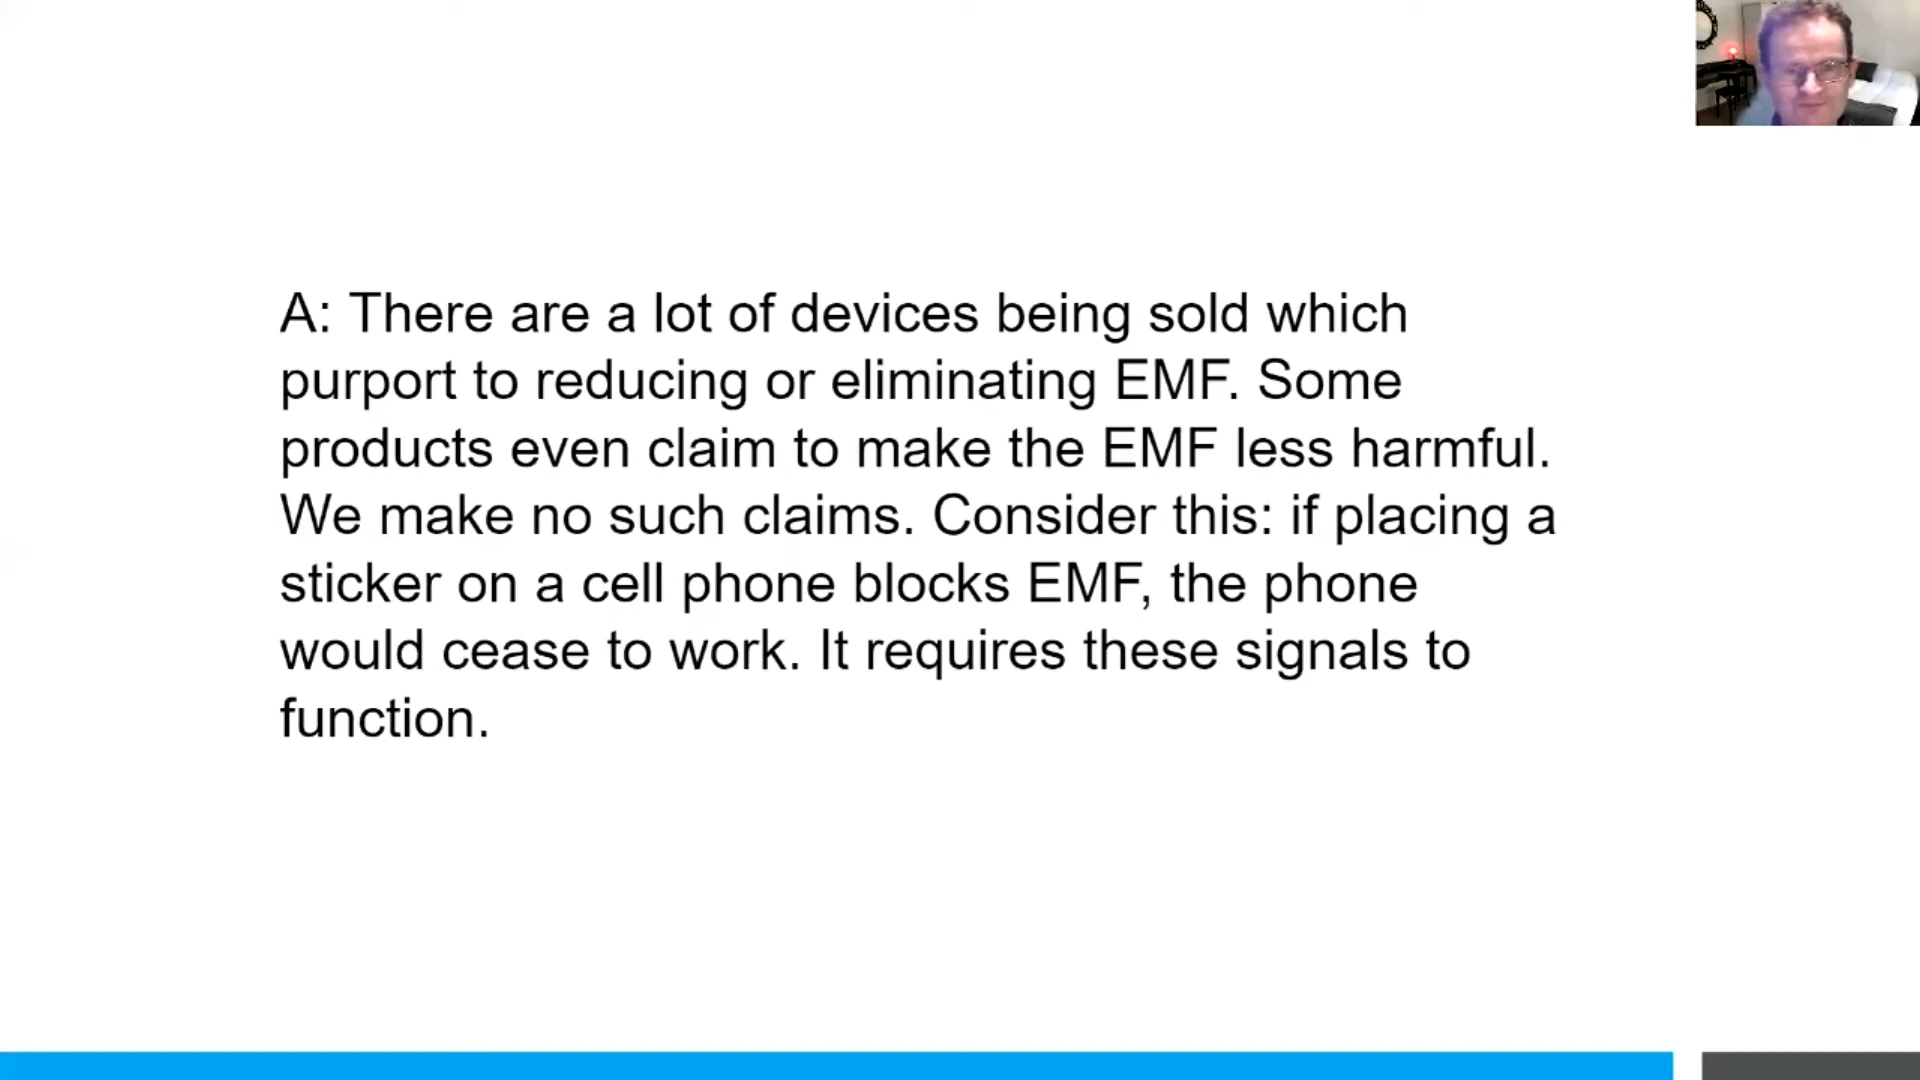 A: There are a lot of devices being sold which
purport to reducing or eliminating EMF. Some
products even claim to make the EMF less harmful.
We make no such claims. Consider this: if placing a
sticker on a cell phone blocks EMF, the phone
would cease to work. It requires these signals to
function.